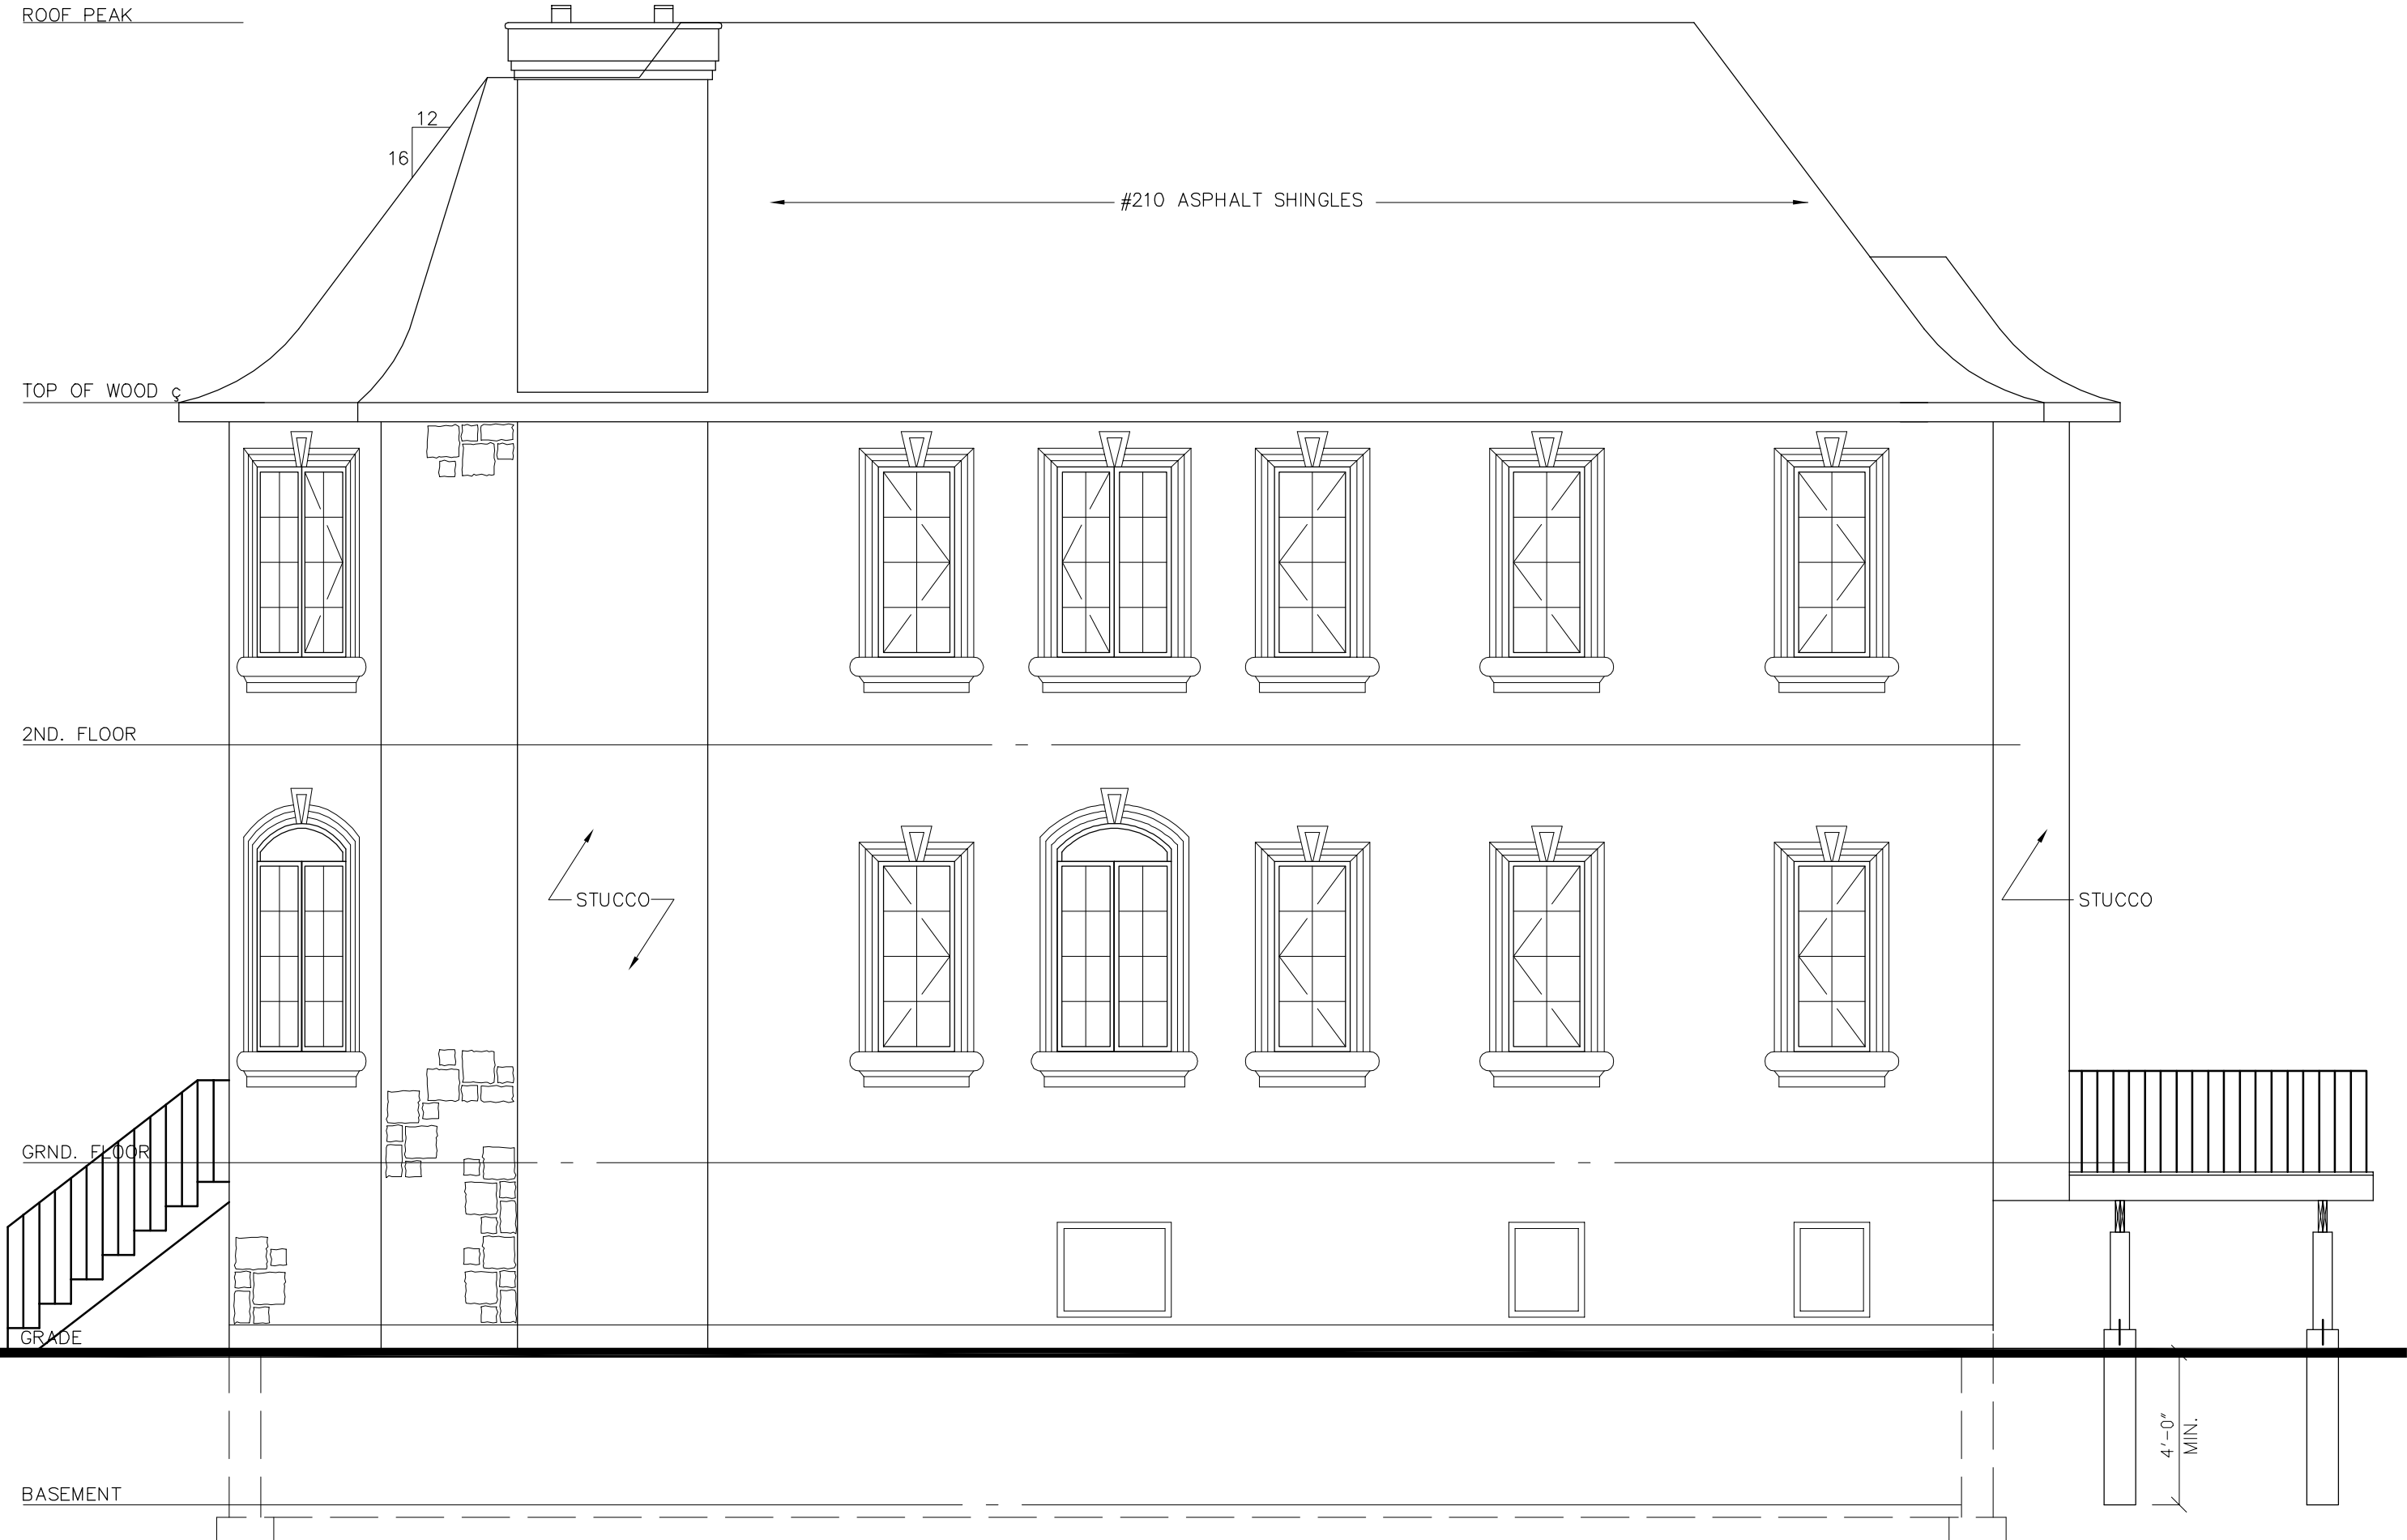 ROOF PEAK
12
16
#210 ASPHALT SHINGLES
TOP OF WOOD ȼ
2ND. FLOOR
STUCCO
STUCCO
GRND. FLOOR
GRADE
4'-0"
MIN.
BASEMENT